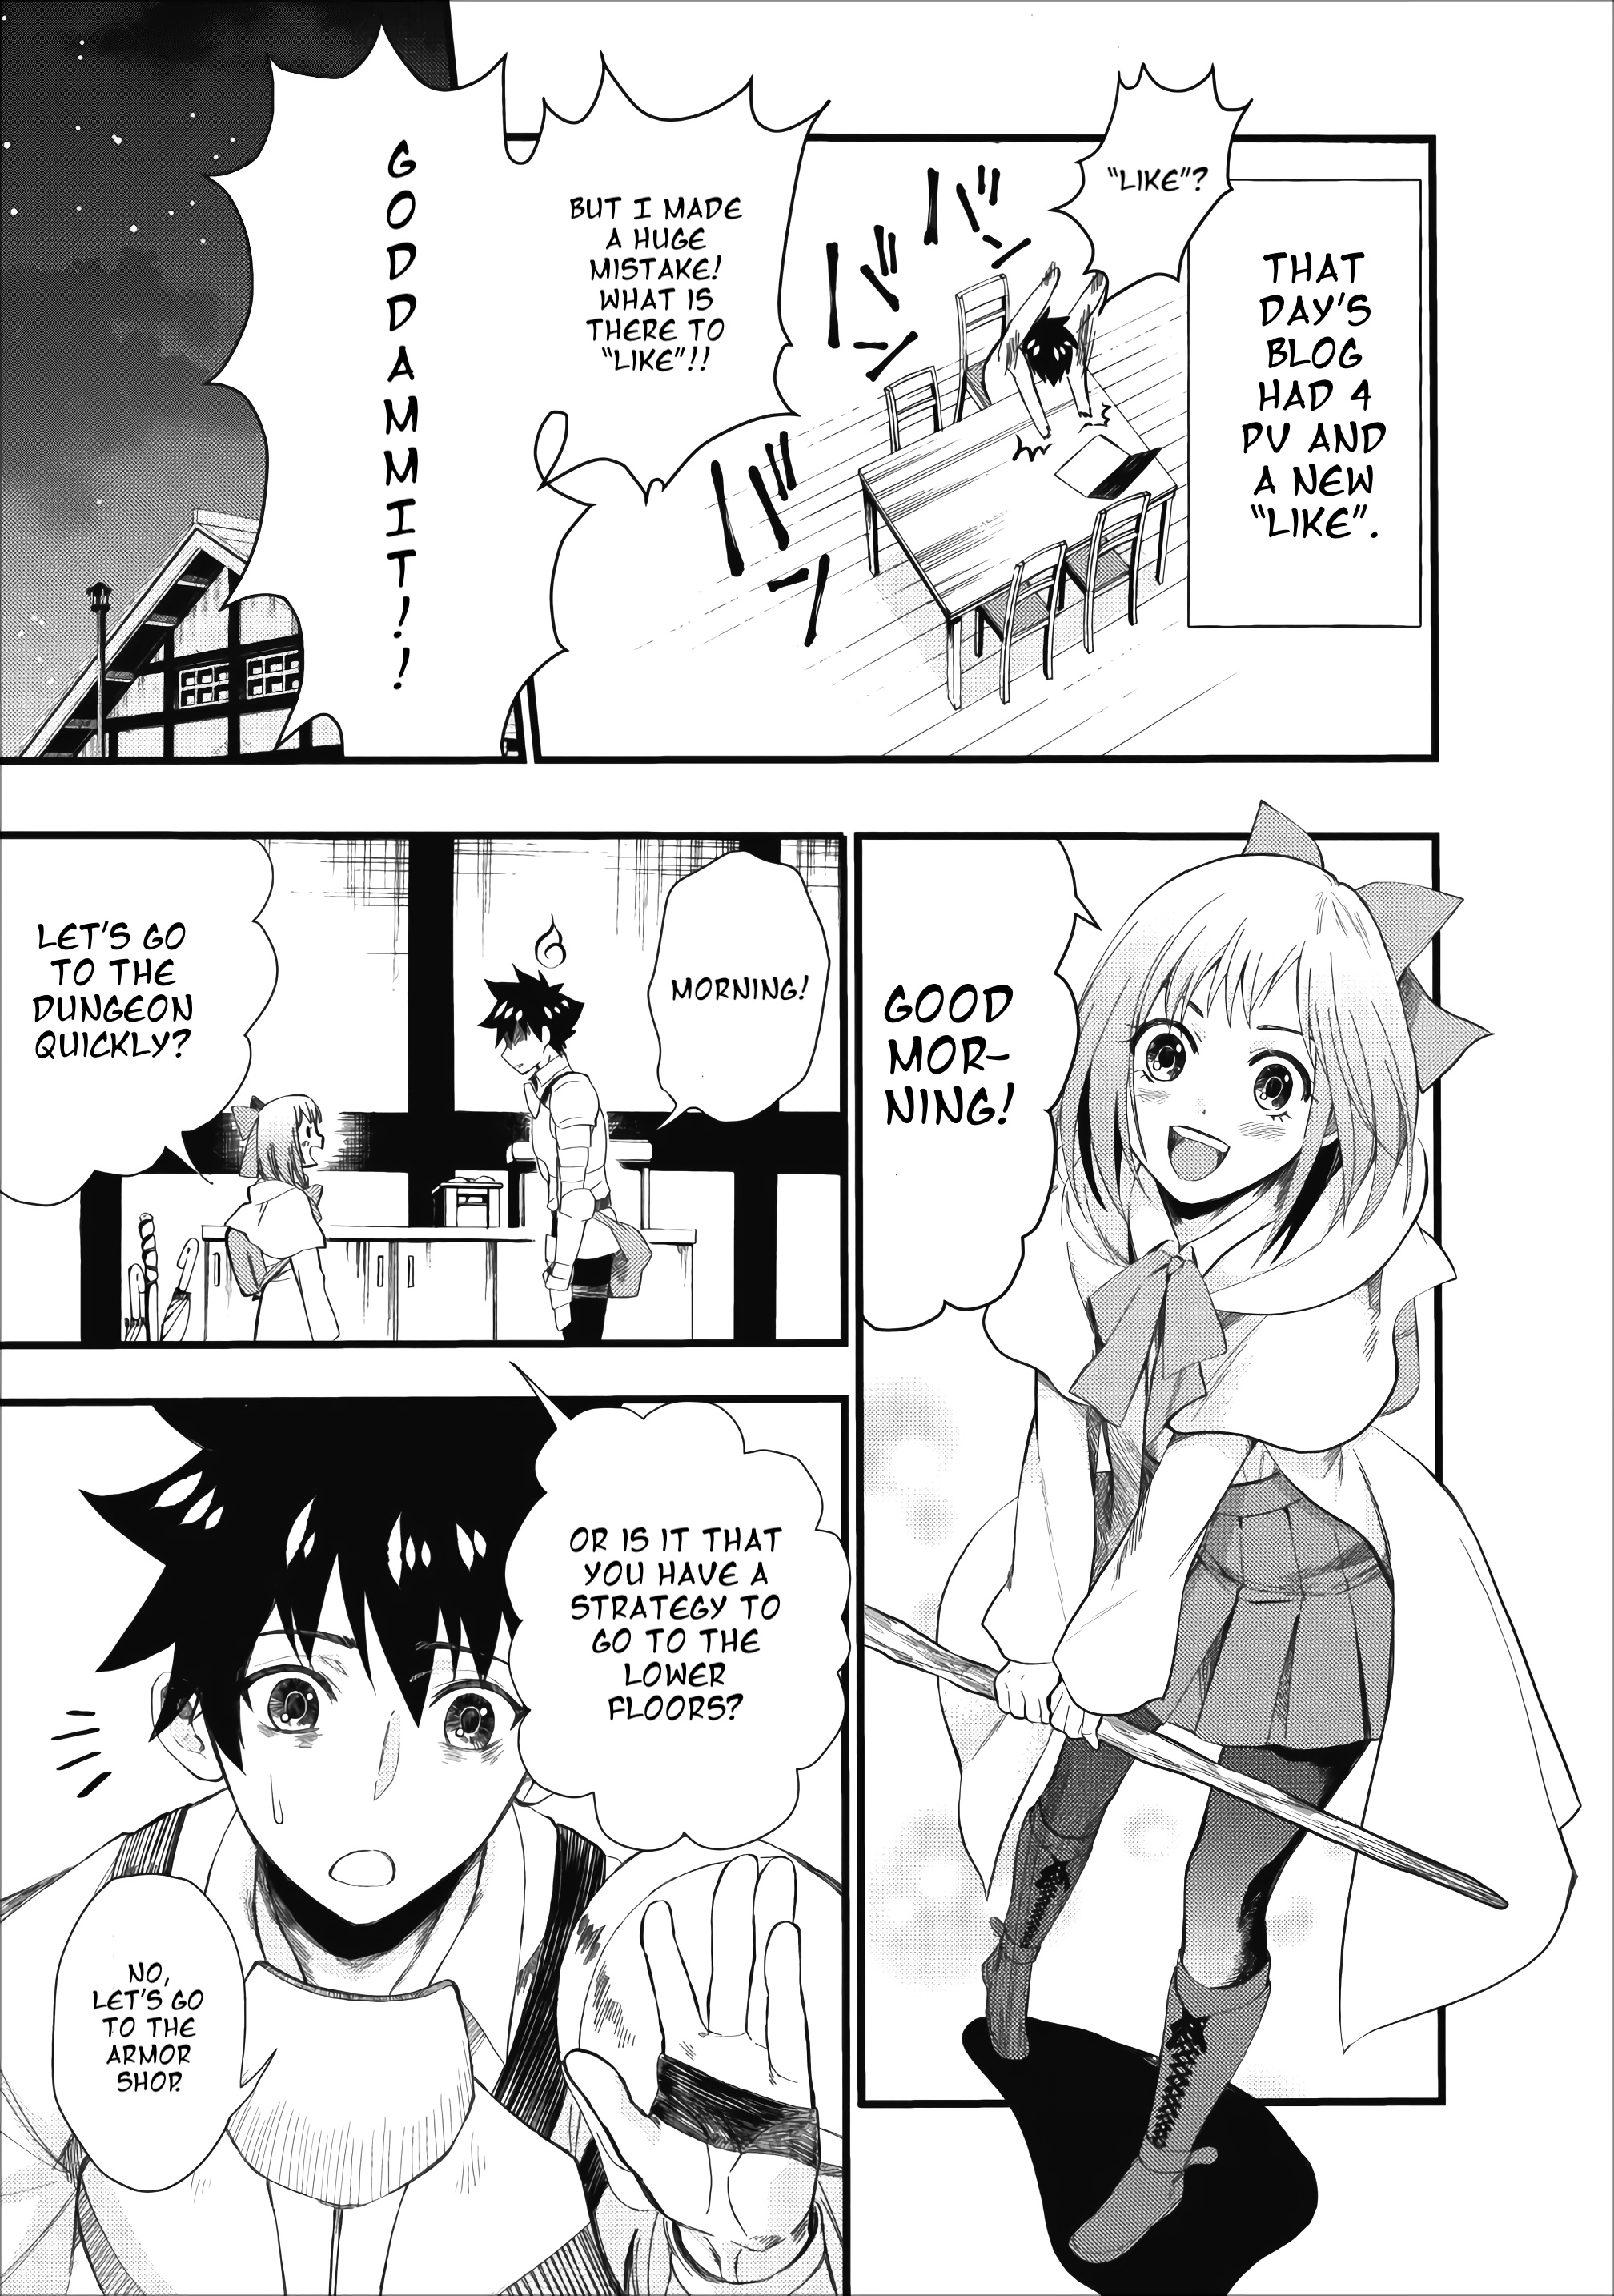 THAT
DAY'S
BLOG
HAD 4
PV AND
A NEW
"LIKE".
"LIKE"?
バン
バン
バン
BUT I MADE
A HUGE
MISTAKE!
WHAT IS
THERE TO
"LIKE"!!
GODDAMMIT!!
GOOD
MOR-
NING!
MORNING!
LET'S GO
TO THE
DUNGEON
QUICKLY?
OR IS IT THAT
YOU HAVE A
STRATEGY TO
GO TO THE
LOWER
FLOORS?
NO,
LET'S GO
TO THE
ARMOR
SHOP.